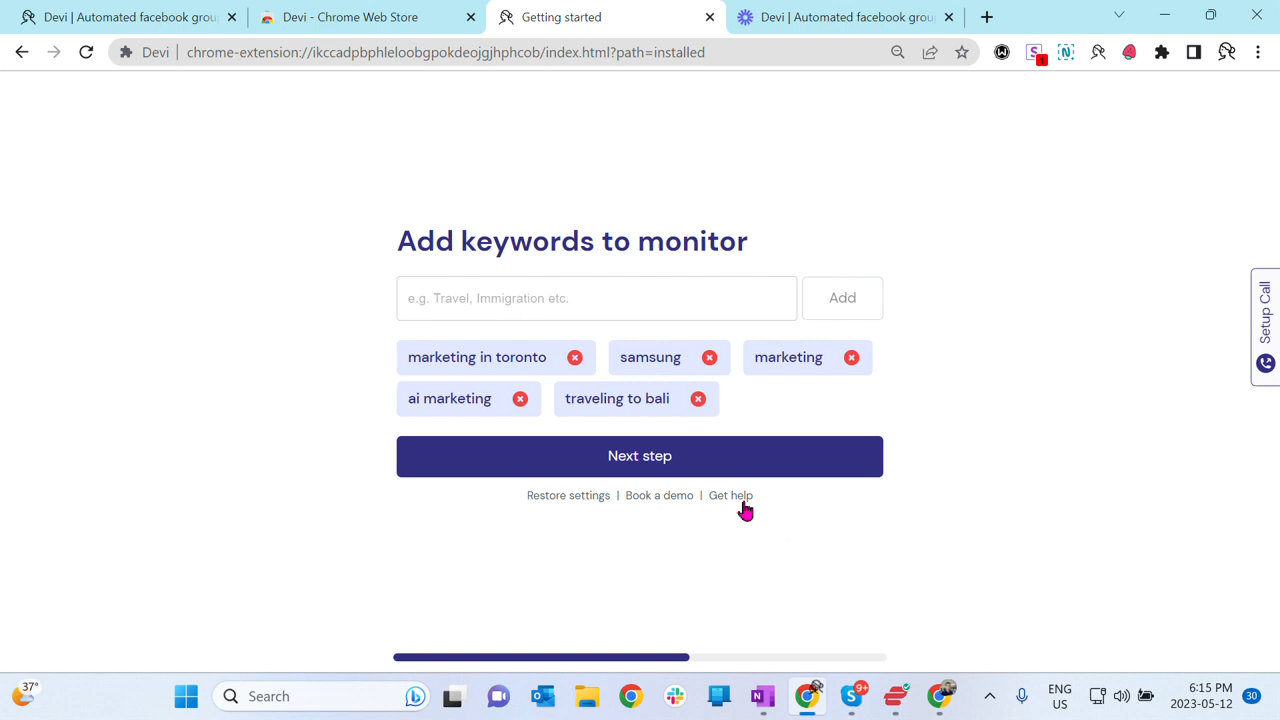 Devi | Automated facebook grou
Devi - Chrome Web Store
Getting started
Devi | Automated facebook grou
Devi
chrome-extension://ikccadpbphleloobgpokdeojgjhphcob/index.html?path=installed
Add keywords to monitor
e.g. Travel, Immigration etc.
Add
marketing in toronto
samsung
marketing
ai marketing
traveling to bali
Next step
Restore settings | Book a demo | Get help
Setup Call
37°
Search
9+
ENG
US
6:15 PM
2023-05-12
30